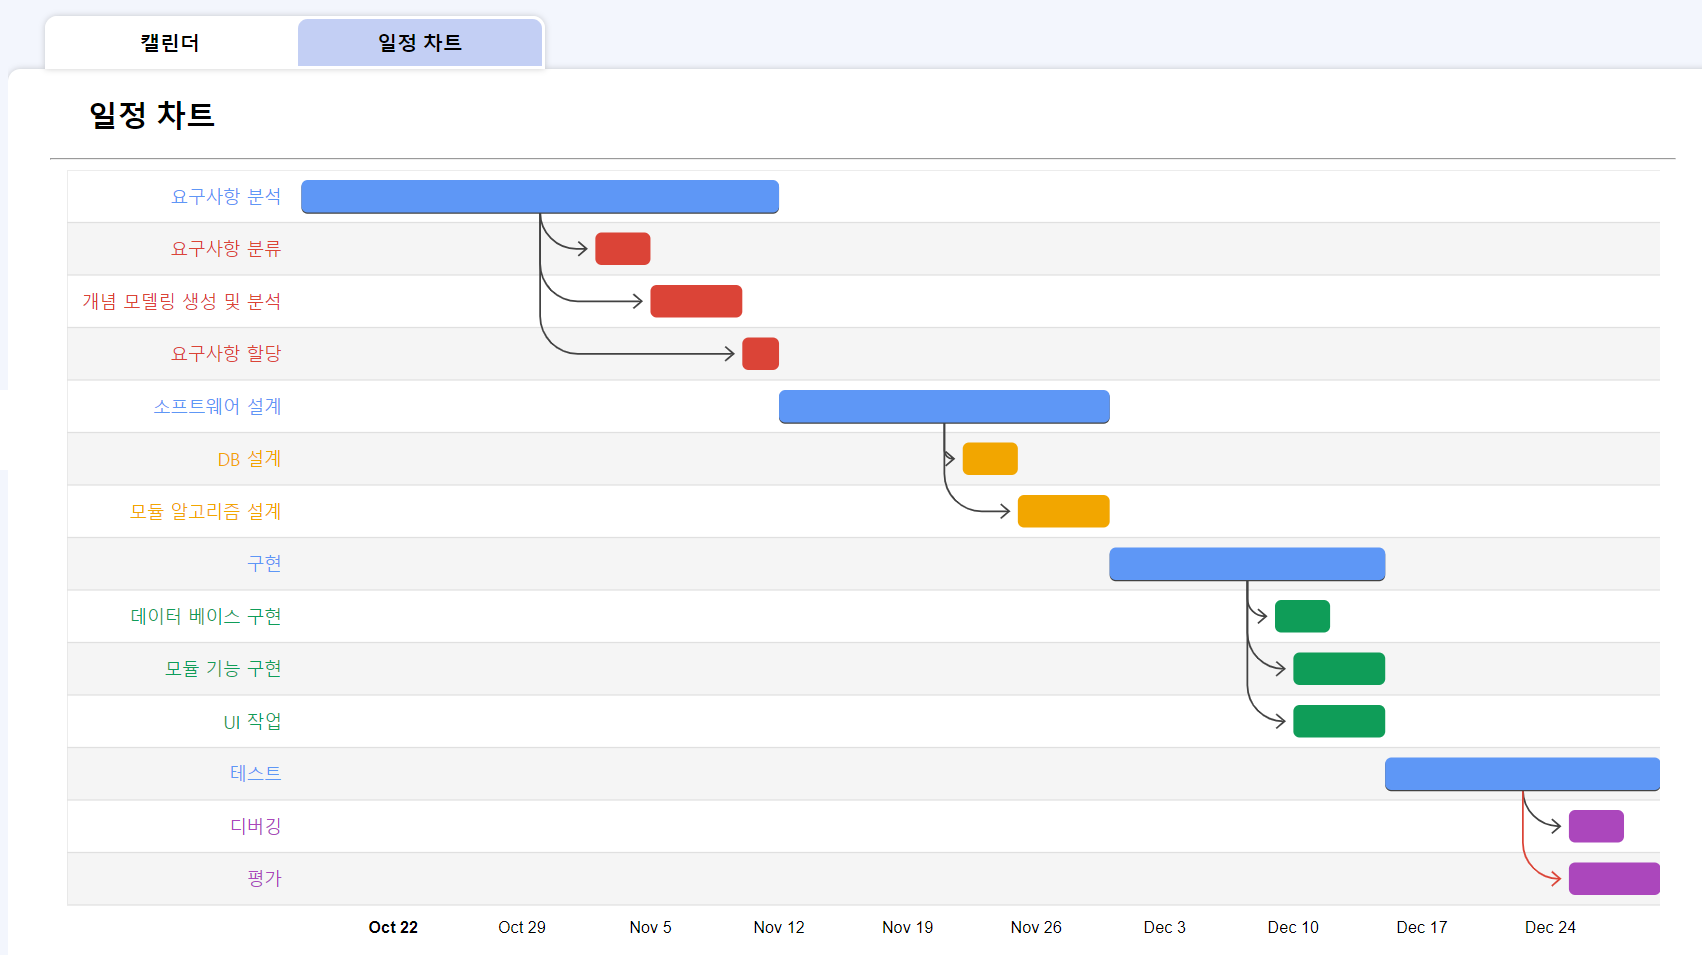 캘린더
일정 차트
일정 차트
요구사항 분석
요구사항 분류
개념 모델링 생성 및 분석
요구사항 할당
소프트웨어 설계
DB 설계
모듈 알고리즘 설계
구현
데이터 베이스 구현
모듈 기능 구현
UI 작업
테스트
디버깅
평가
Oct 22 Oct 29 Nov 5 Nov 12 Nov 19 Nov 26 Dec 3 Dec 10 Dec 17 Dec 24